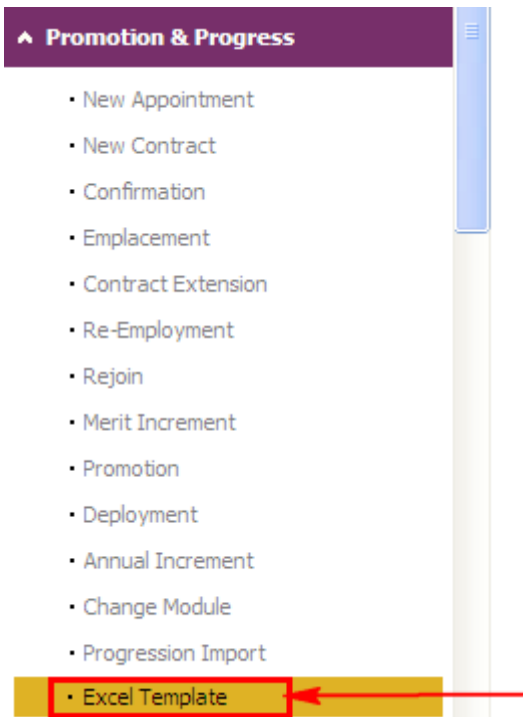 Promotion & Progress
New Appointment
New Contract
Confirmation
Emplacement
Contract Extension
Re-Employment
Rejoin
Merit Increment
Promotion
Deployment
Annual Increment
Change Module
Progression Import
Excel Template